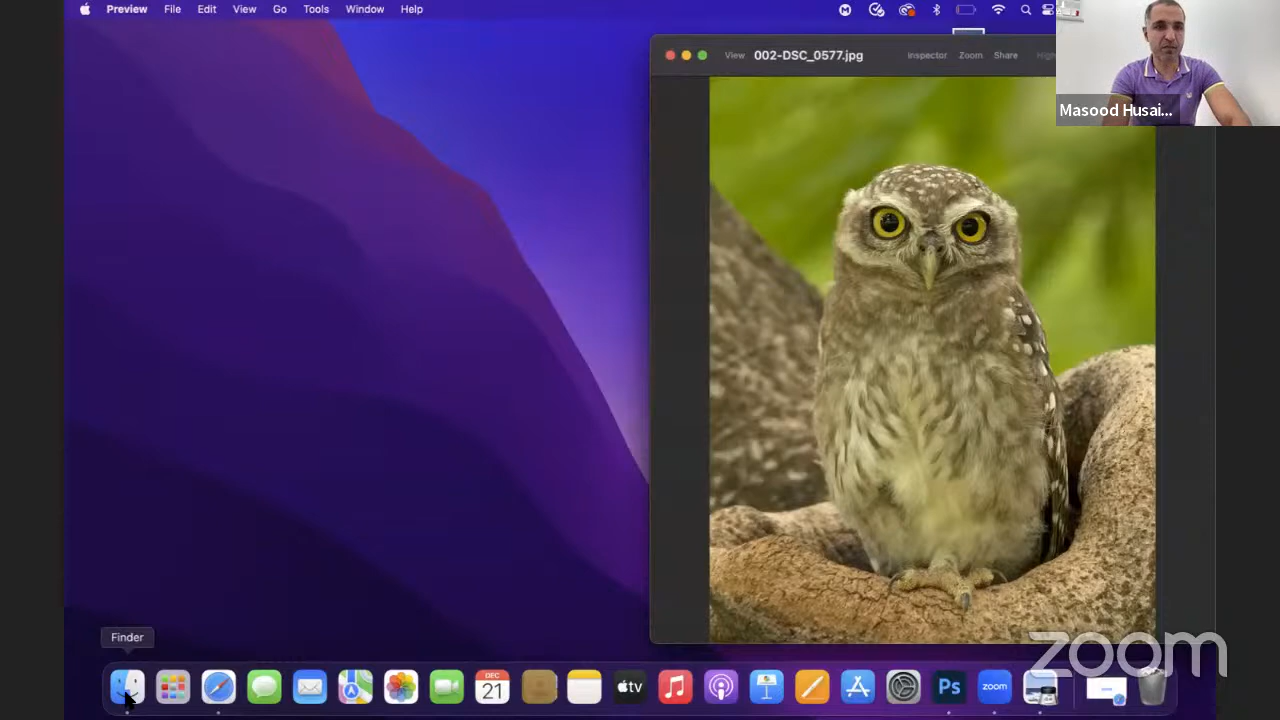 Preview File Edit View Go Tools Window Help
View 002-DSC_0577.jpg Inspector Zoom Share
Masood Husai...
Finder
DEC
21
tv
Ps
zoom
zoom